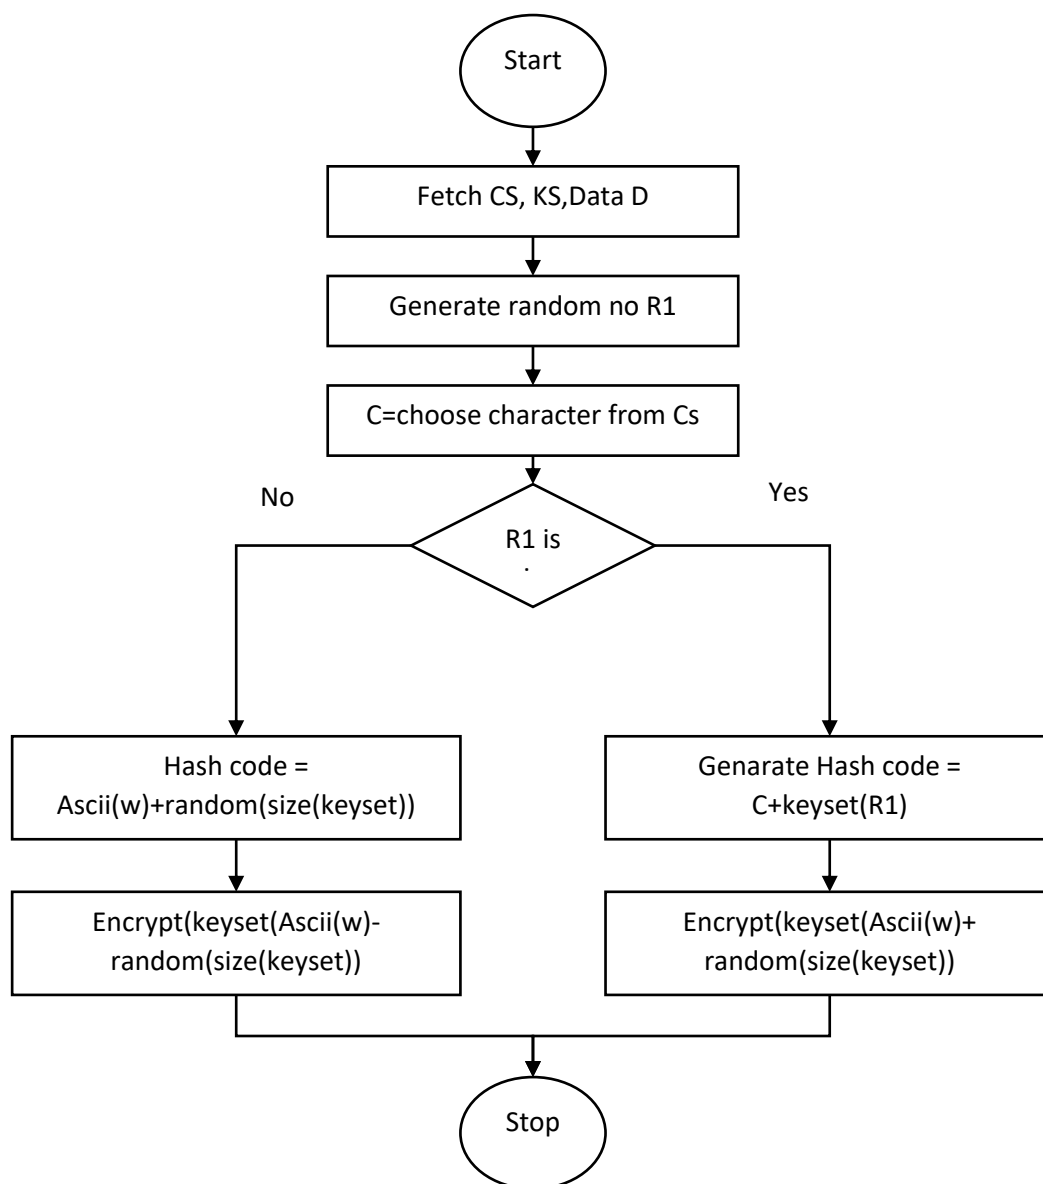 Start
Fetch CS, KS,Data D
Generate random no R1
C=choose character from Cs
No
Yes
R1 is
Hash code =
Ascii(w)+random(size(keyset))
Genarate Hash code =
C+keyset(R1)
Encrypt(keyset(Ascii(w)-
random(size(keyset))
Encrypt(keyset(Ascii(w)+
random(size(keyset))
Stop